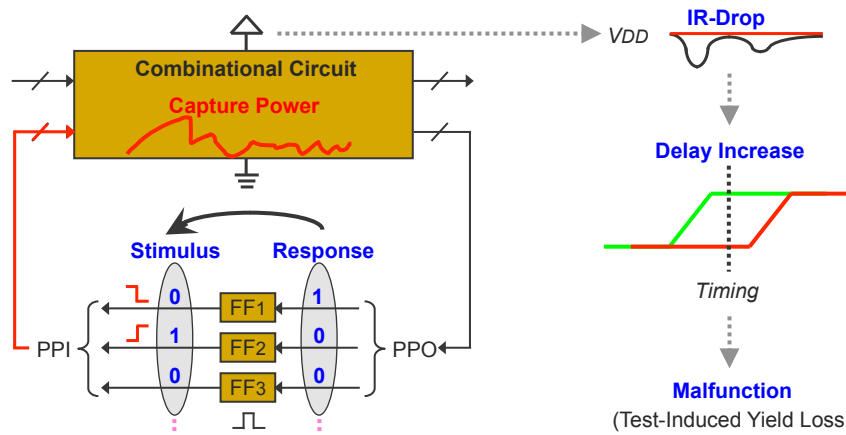 IR-Drop
VDD
Combinational Circuit
Capture Power
Delay Increase
Stimulus
Response
0
FF1
1
Timing
PPI
1
FF2
0
PPO
0
FF3
0
Malfunction
(Test-Induced Yield Loss